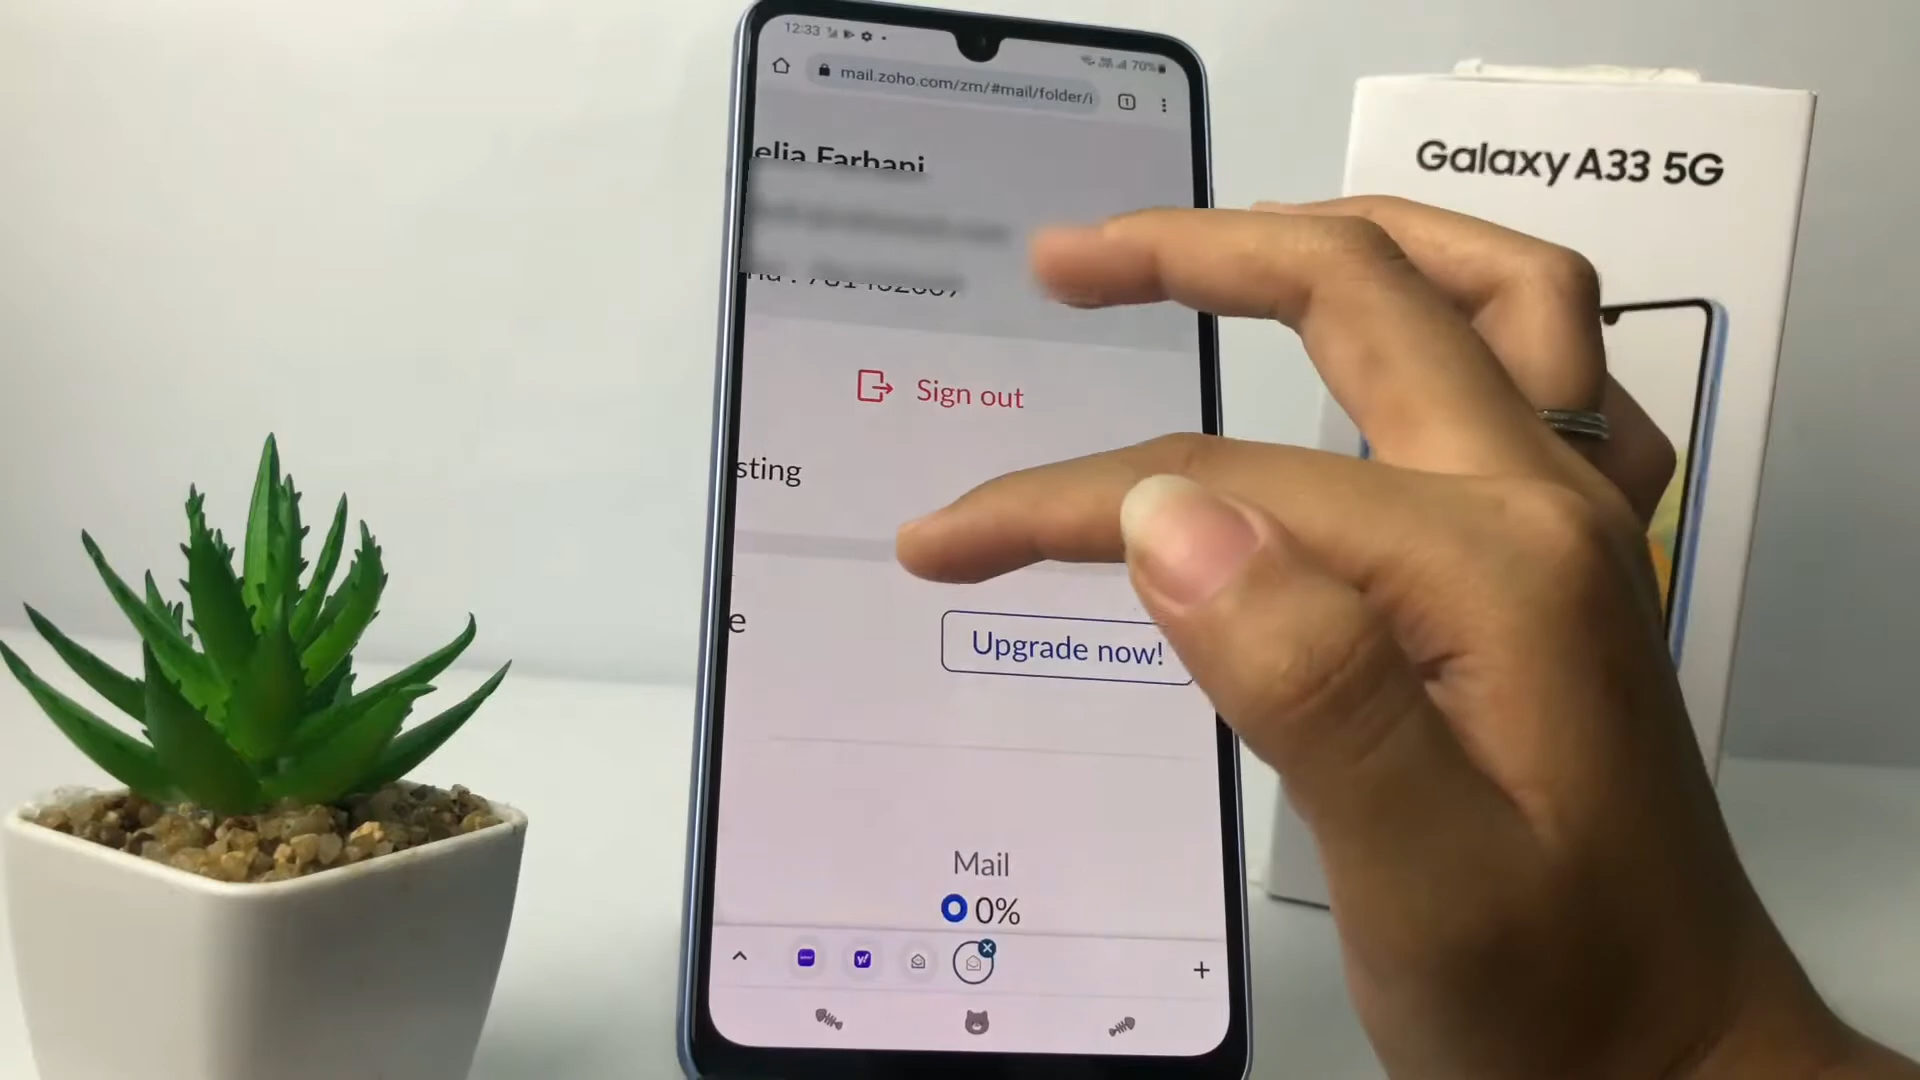 12:33
70%
mail.zoho.com/zm/#mail/folder/i
1
elia Farhani
Galaxy A33 5G
Sign out
sting
e
Upgrade now!
Mail
0%